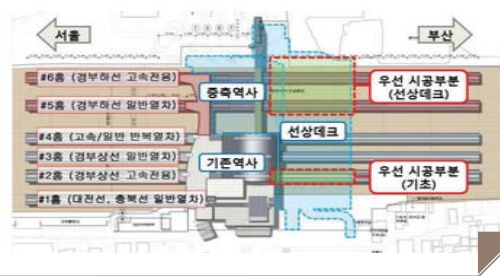 서울
부산
#6홈 (경부하선 고속전용)
#5홈 (경부하선 일반열차)
#4홈 (고속/일반 반복열차)
#3홈 (경부상선 일반열차)
#2홈 (경부상선 고속전용)
#1홈 (대전선, 충북선 일반열차)
증축역사
선상데크
기존역사
우선 시공부분
(선상데크)
우선 시공부분
(기초)